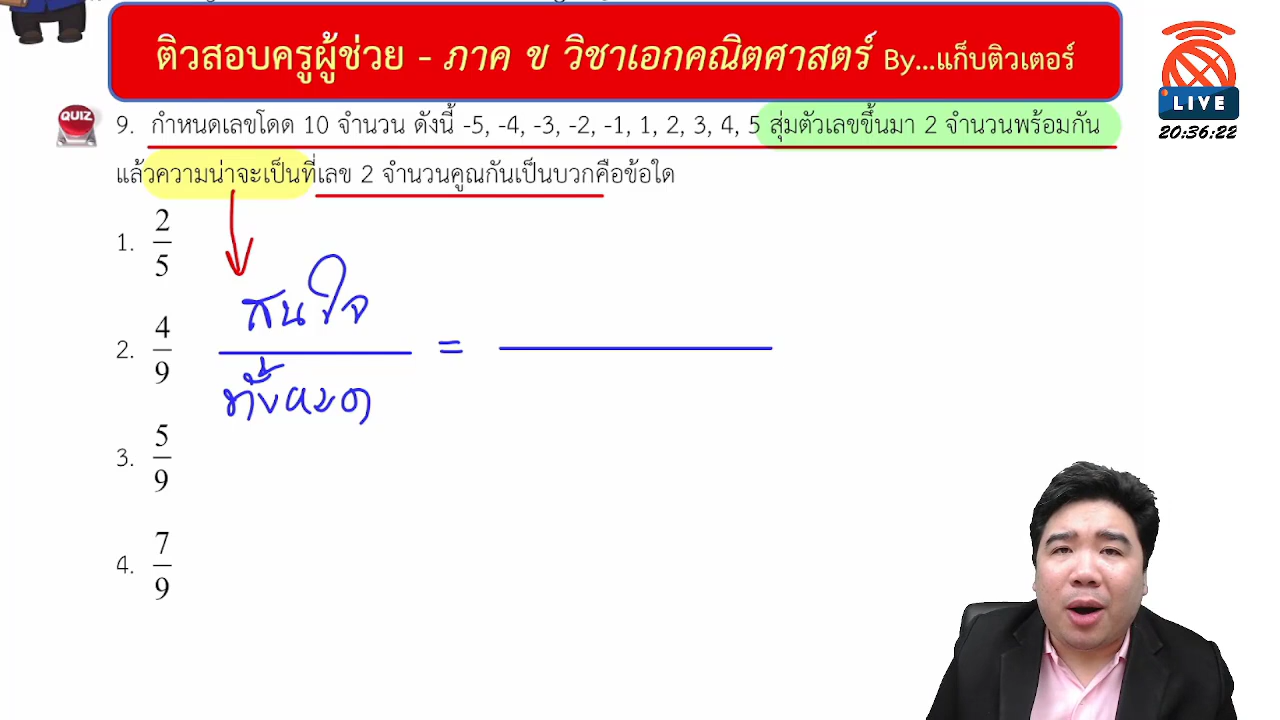 ติวสอบครูผู้ช่วย - ภาค ข วิชาเอกคณิตศาสตร์ By...แก็บติวเตอร์
LIVE
20:36:22
QUIZ
9. กำหนดเลขโดด 10 จำนวน ดังนี้ -5, -4, -3, -2, -1, 1, 2, 3, 4, 5 สุ่มตัวเลขขึ้นมา 2 จำนวนพร้อมกัน
แล้วความน่าจะเป็นที่เลข 2 จำนวนคูณกันเป็นบวกคือข้อใด
1. 2/5
สนใจ
ทั้งหมด
=
2. 4/9
3. 5/9
4. 7/9